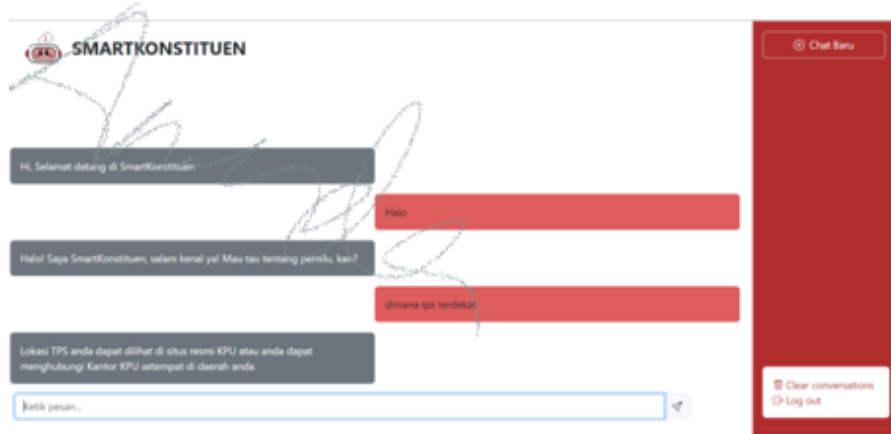 SMARTKONSTITUEN
Chat Baru
Hi, Selamat datang di SmartKonstituen
Halo
Halo! Saya SmartKonstituen, salam kenal ya! Mau tau tentang pemilu, kan?
dimana tps terdekat
Lokasi TPS anda dapat dilihat di situs resmi KPU atau anda dapat
menghubungi Kantor KPU setempat di daerah anda.
Ketik pesan...
Clear conversations
Log out